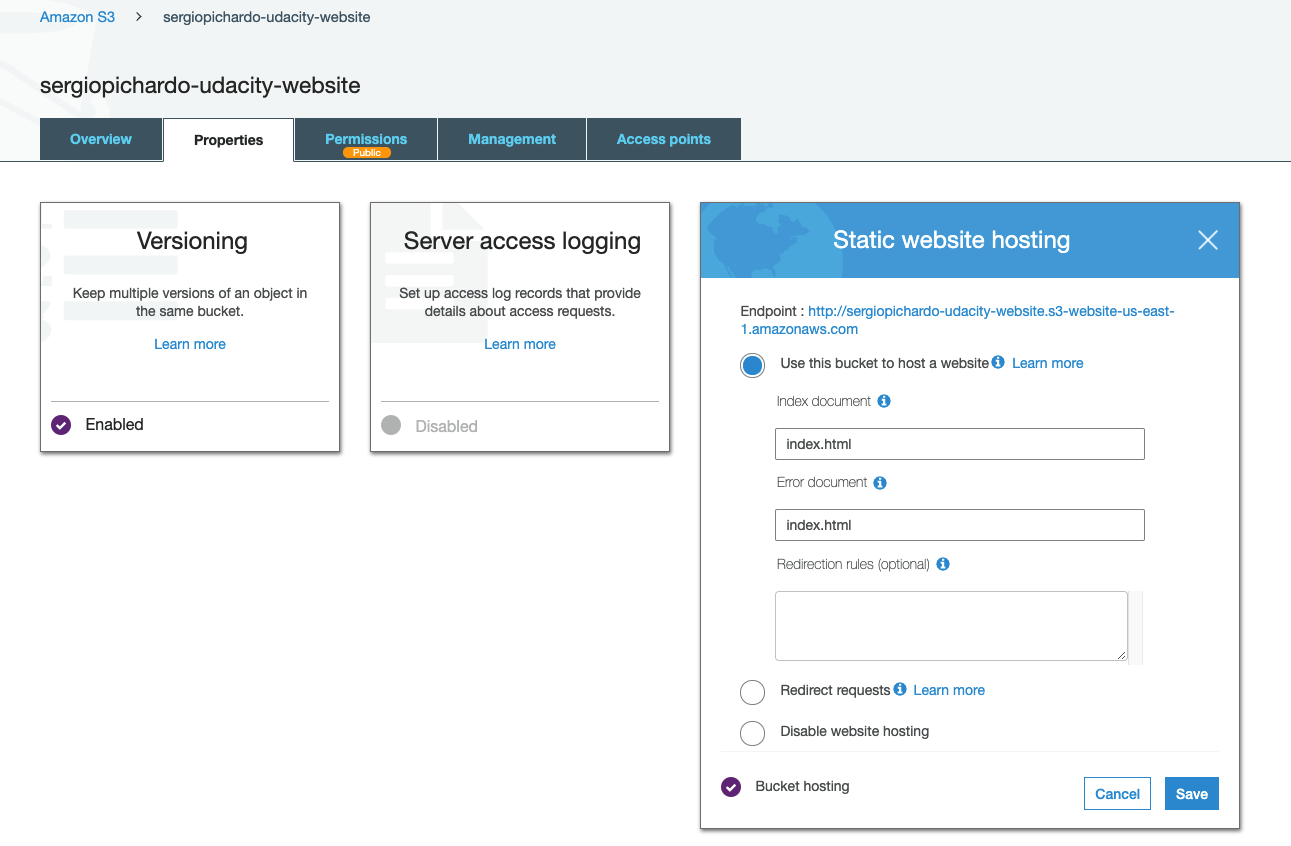 Amazon S3 > sergiopichardo-udacity-website
sergiopichardo-udacity-website
Overview
Properties
Permissions
Public
Management
Access points
Versioning
Keep multiple versions of an object in
the same bucket.
Learn more
Enabled
Server access logging
Set up access log records that provide
details about access requests.
Learn more
Disabled
Static website hosting
Endpoint : http://sergiopichardo-udacity-website.s3-website-us-east-
1.amazonaws.com
Use this bucket to host a website Learn more
Index document
index.html
Error document
index.html
Redirection rules (optional)
Redirect requests Learn more
Disable website hosting
Bucket hosting
Cancel
Save